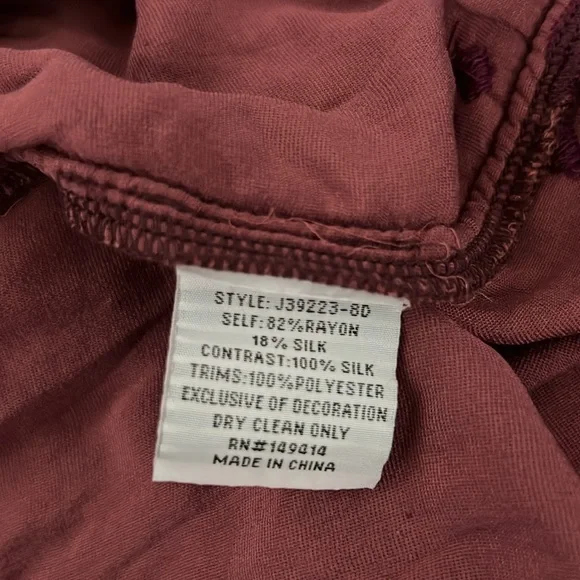 STYLE: J39223-8D
SELF:82%RAYON
18% SILK
CONTRAST:100% SILK
TRIMS:100%POLYESTER
EXCLUSIVE OF DECORATION
DRY CLEAN ONLY
RN#149414
MADE IN CHINA